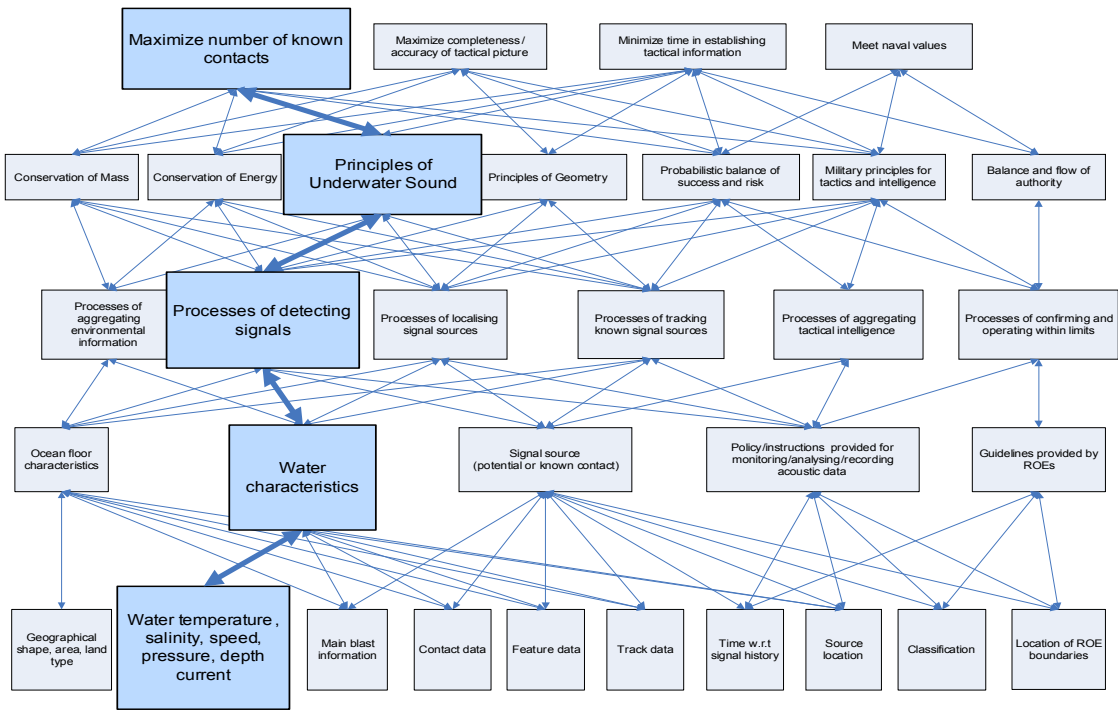 Maximize number of known
contacts
Maximize completeness /
accuracy of tactical picture
Minimize time in establishing
tactical information
Meet naval values
Conservation of Mass
Conservation of Energy
Principles of
Underwater Sound
Principles of Geometry
Probabilistic balance of
success and risk
Military principles for
tactics and intelligence
Balance and flow of
authority
Processes of
aggregating
environmental
information
Processes of detecting
signals
Processes of localising
signal sources
Processes of tracking
known signal sources
Processes of aggregating
tactical intelligence
Processes of confirming and
operating within limits
Ocean floor
characteristics
Water
characteristics
Signal source
(potential or known contact)
Policy/instructions provided for
monitoring/analysing/recording
acoustic data
Guidelines provided by
ROEs
Geographical
shape, area, land
type
Water temperature ,
salinity, speed,
pressure, depth
current
Main blast
information
Contact data
Feature data
Track data
Time w.r.t
signal history
Source
location
Classification
Location of ROE
boundaries